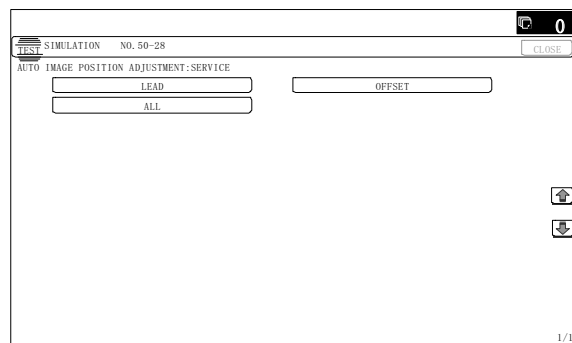 0
TEST SIMULATION NO.50-28 CLOSE
AUTO IMAGE POSITION ADJUSTMENT:SERVICE
LEAD OFFSET
ALL
1/1